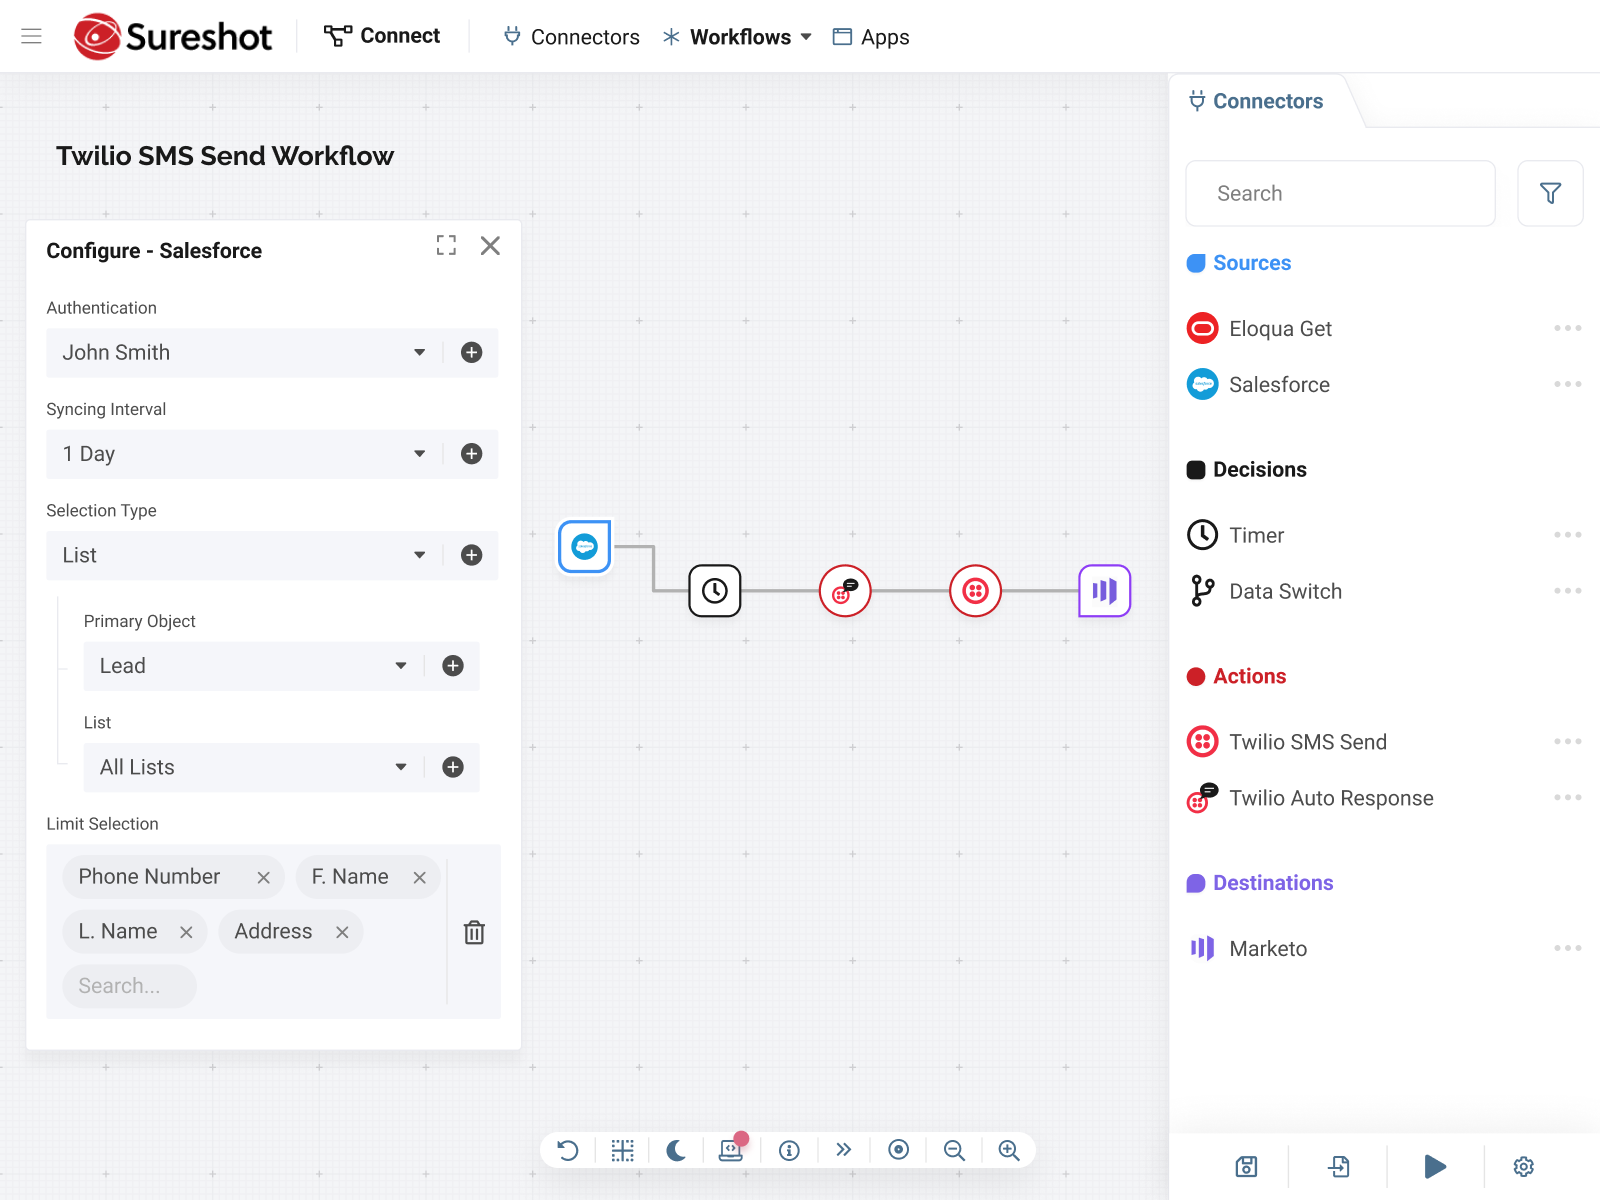 Sureshot
Connect
Connectors
Workflows
Apps
Twilio SMS Send Workflow
Configure - Salesforce
Authentication
John Smith
Syncing Interval
1 Day
Selection Type
List
Primary Object
Lead
List
All Lists
Limit Selection
Phone Number
F. Name
L. Name
Address
Search...
Connectors
Search
Sources
Eloqua Get
Salesforce
Decisions
Timer
Data Switch
Actions
Twilio SMS Send
Twilio Auto Response
Destinations
Marketo